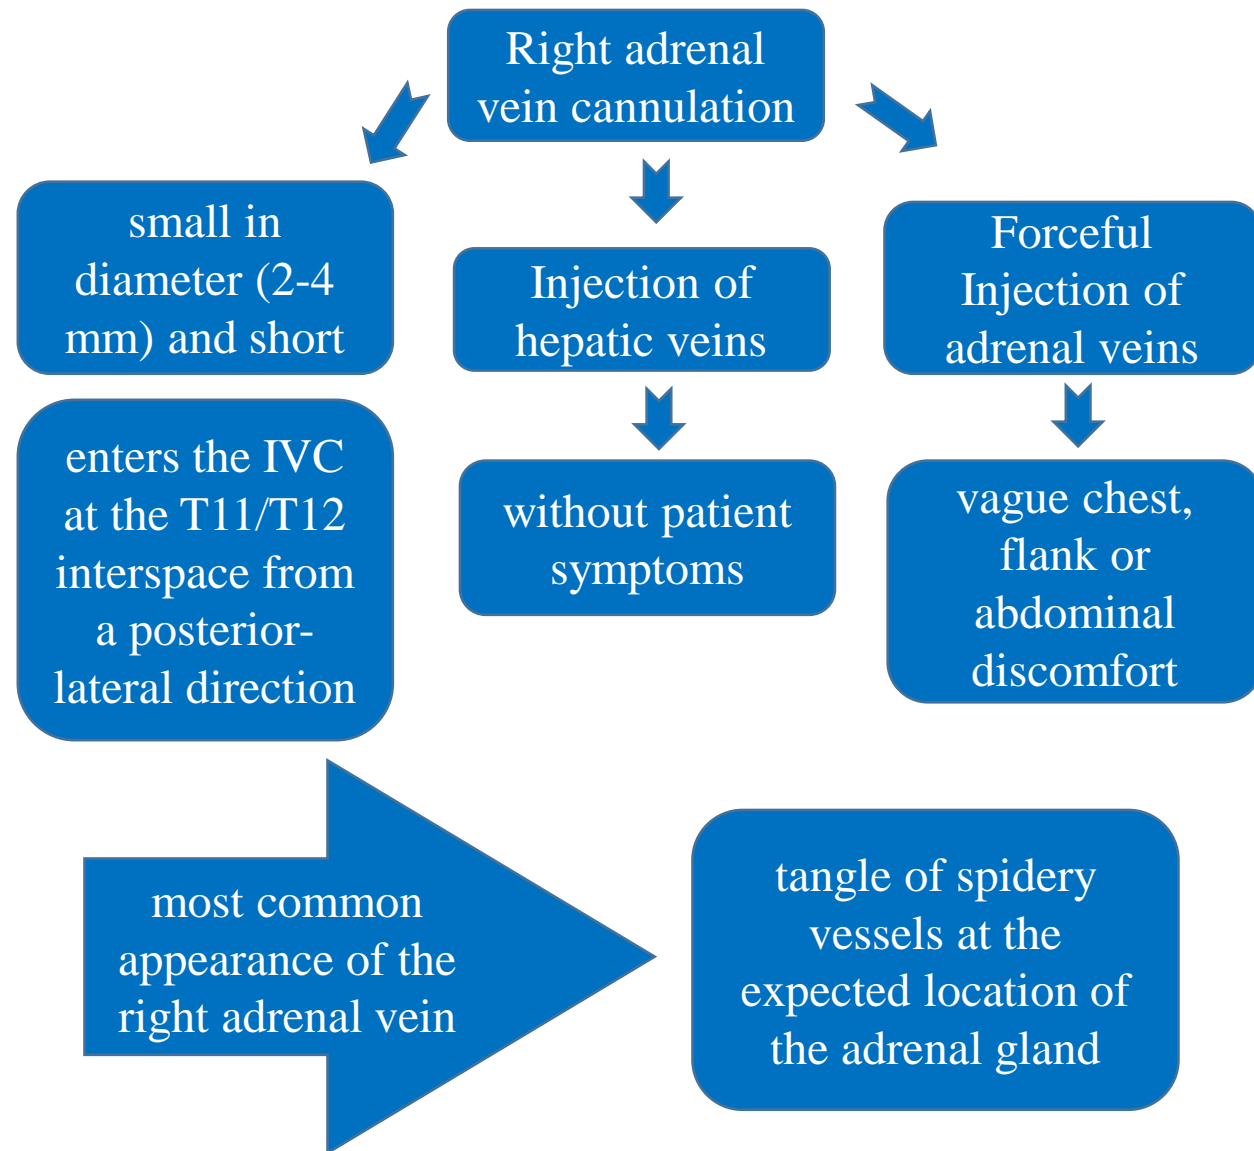 Right adrenal
vein cannulation
small in
diameter (2-4
mm) and short
enters the IVC
at the T11/T12
interspace from
a posterior-
lateral direction
Injection of
hepatic veins
without patient
symptoms
Forceful
Injection of
adrenal veins
vague chest,
flank or
abdominal
discomfort
most common
appearance of the
right adrenal vein
tangle of spidery
vessels at the
expected location of
the adrenal gland